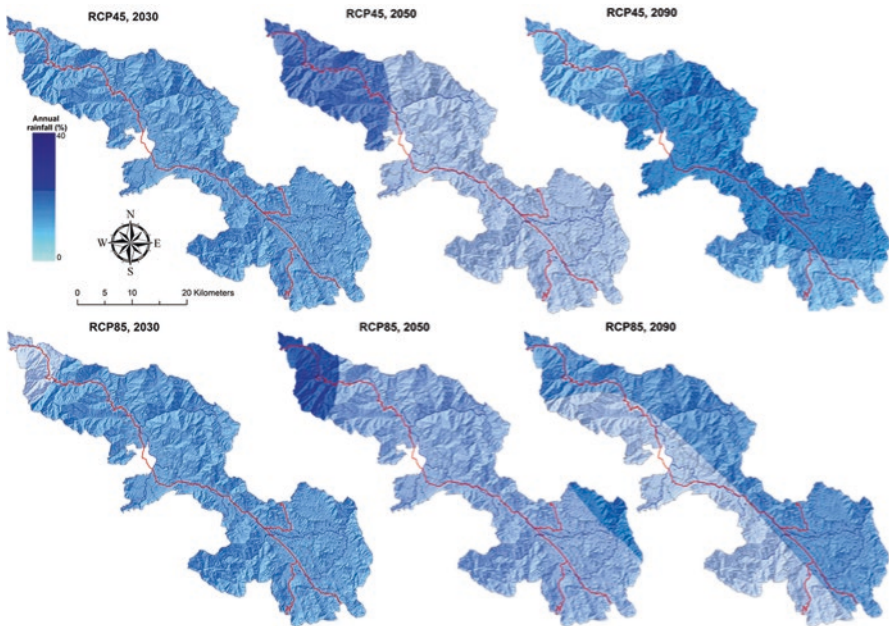 RCP45, 2030
RCP45, 2050
RCP45, 2090
Annual
rainfall (%)
40
0
N
W E
S
0 5 10 20 Kilometers
RCP85, 2030
RCP85, 2050
RCP85, 2090